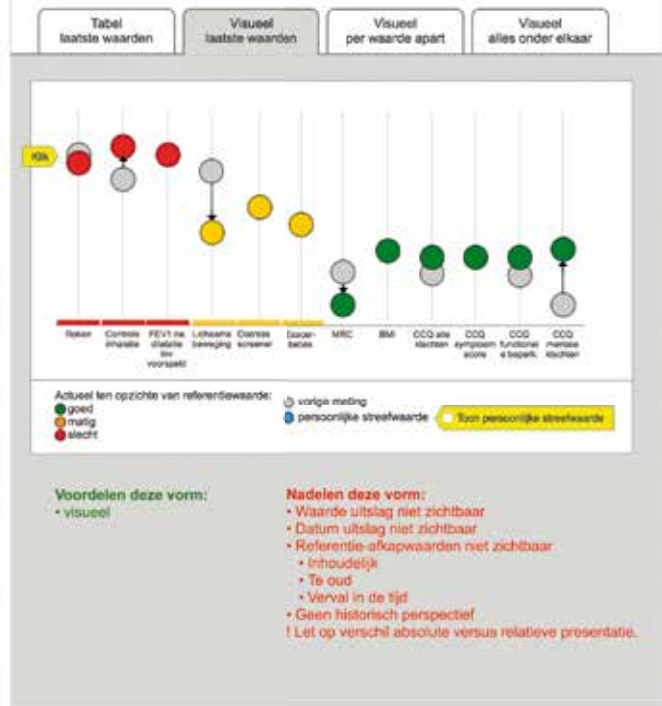 Tabel
laatste waarden
Visueel
laatste waarden
Visueel
per waarde apart
Visueel
alles onder elkaar
Klik
Roken
Controle
inhalatie
FEV1 na
dilatatie
tov
voorspeld
Lichaams
beweging
Distress
screener
Exacer-
baties
MRC
BMI
CCQ alle
klachten
CCQ
symptoom
score
CCQ
functionel
e beperk.
CCQ
mentale
klachten
Actueel ten opzichte van referentiewaarde:
goed
matig
slecht
vorige meting
persoonlijke streefwaarde
Toon persoonlijke streefwaarde
Voordelen deze vorm:
• visueel
Nadelen deze vorm:
• Waarde uitslag niet zichtbaar
• Datum uitslag niet zichtbaar
• Referentie-afkapwaarden niet zichtbaar
• Inhoudelijk
• Te oud
• Verval in de tijd
• Geen historisch perspectief
! Let op verschil absolute versus relatieve presentatie.